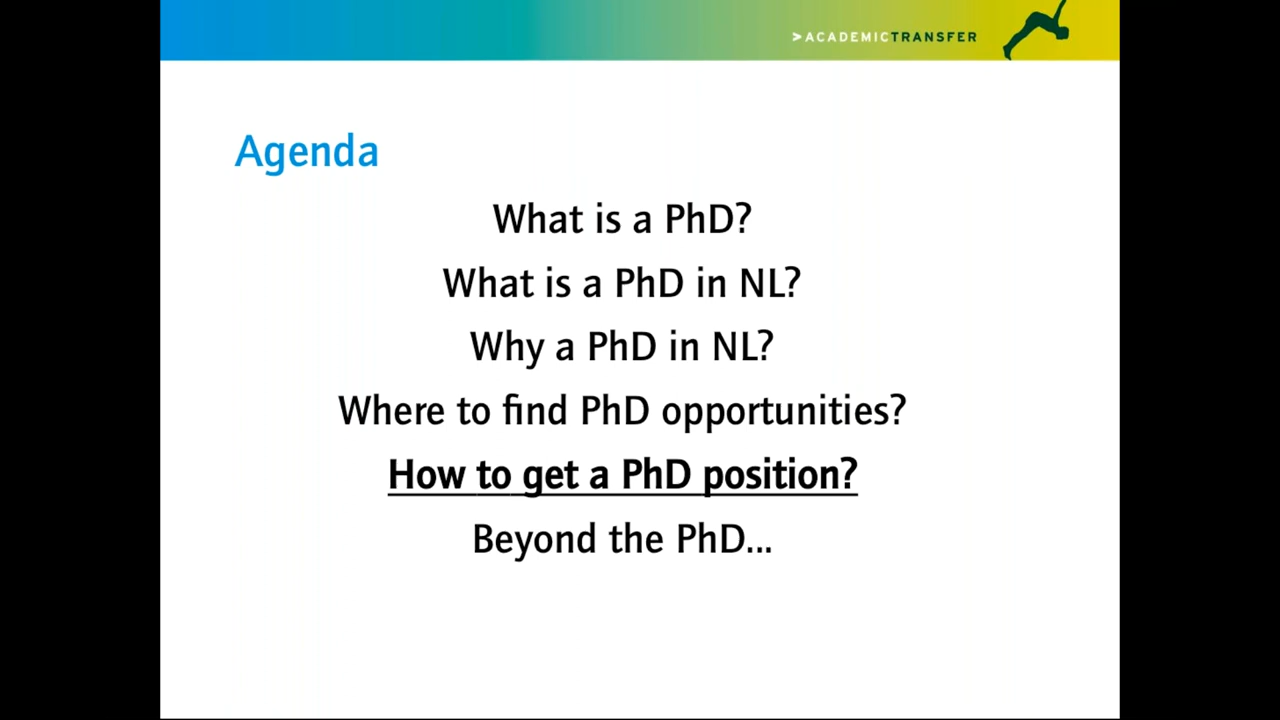 >ACADEMICTRANSFER
Agenda
What is a PhD?
What is a PhD in NL?
Why a PhD in NL?
Where to find PhD opportunities?
How to get a PhD position?
Beyond the PhD...